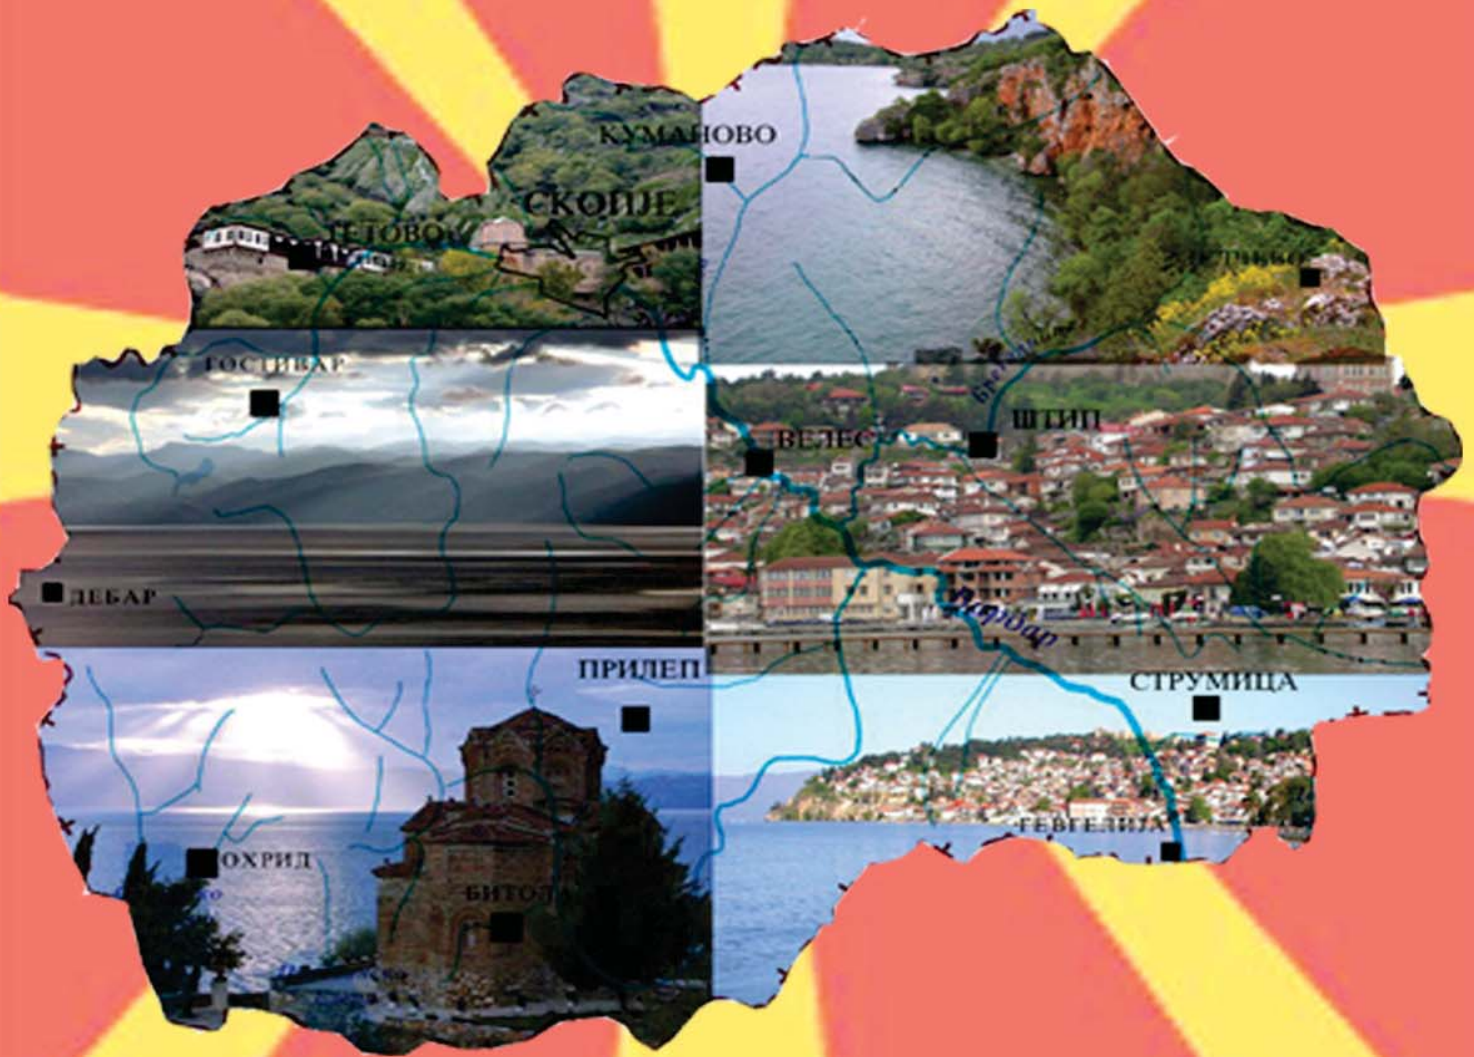 КУМАНОВО
СКОПЈЕ
ТЕТОВО
ГОСТИВАР
ВЕЛЕС
ШТИП
ДЕБАР
Вардар
ПРИЛЕП
СТРУМИЦА
ГЕВГЕЛИЈА
ОХРИД
БИТОЛА